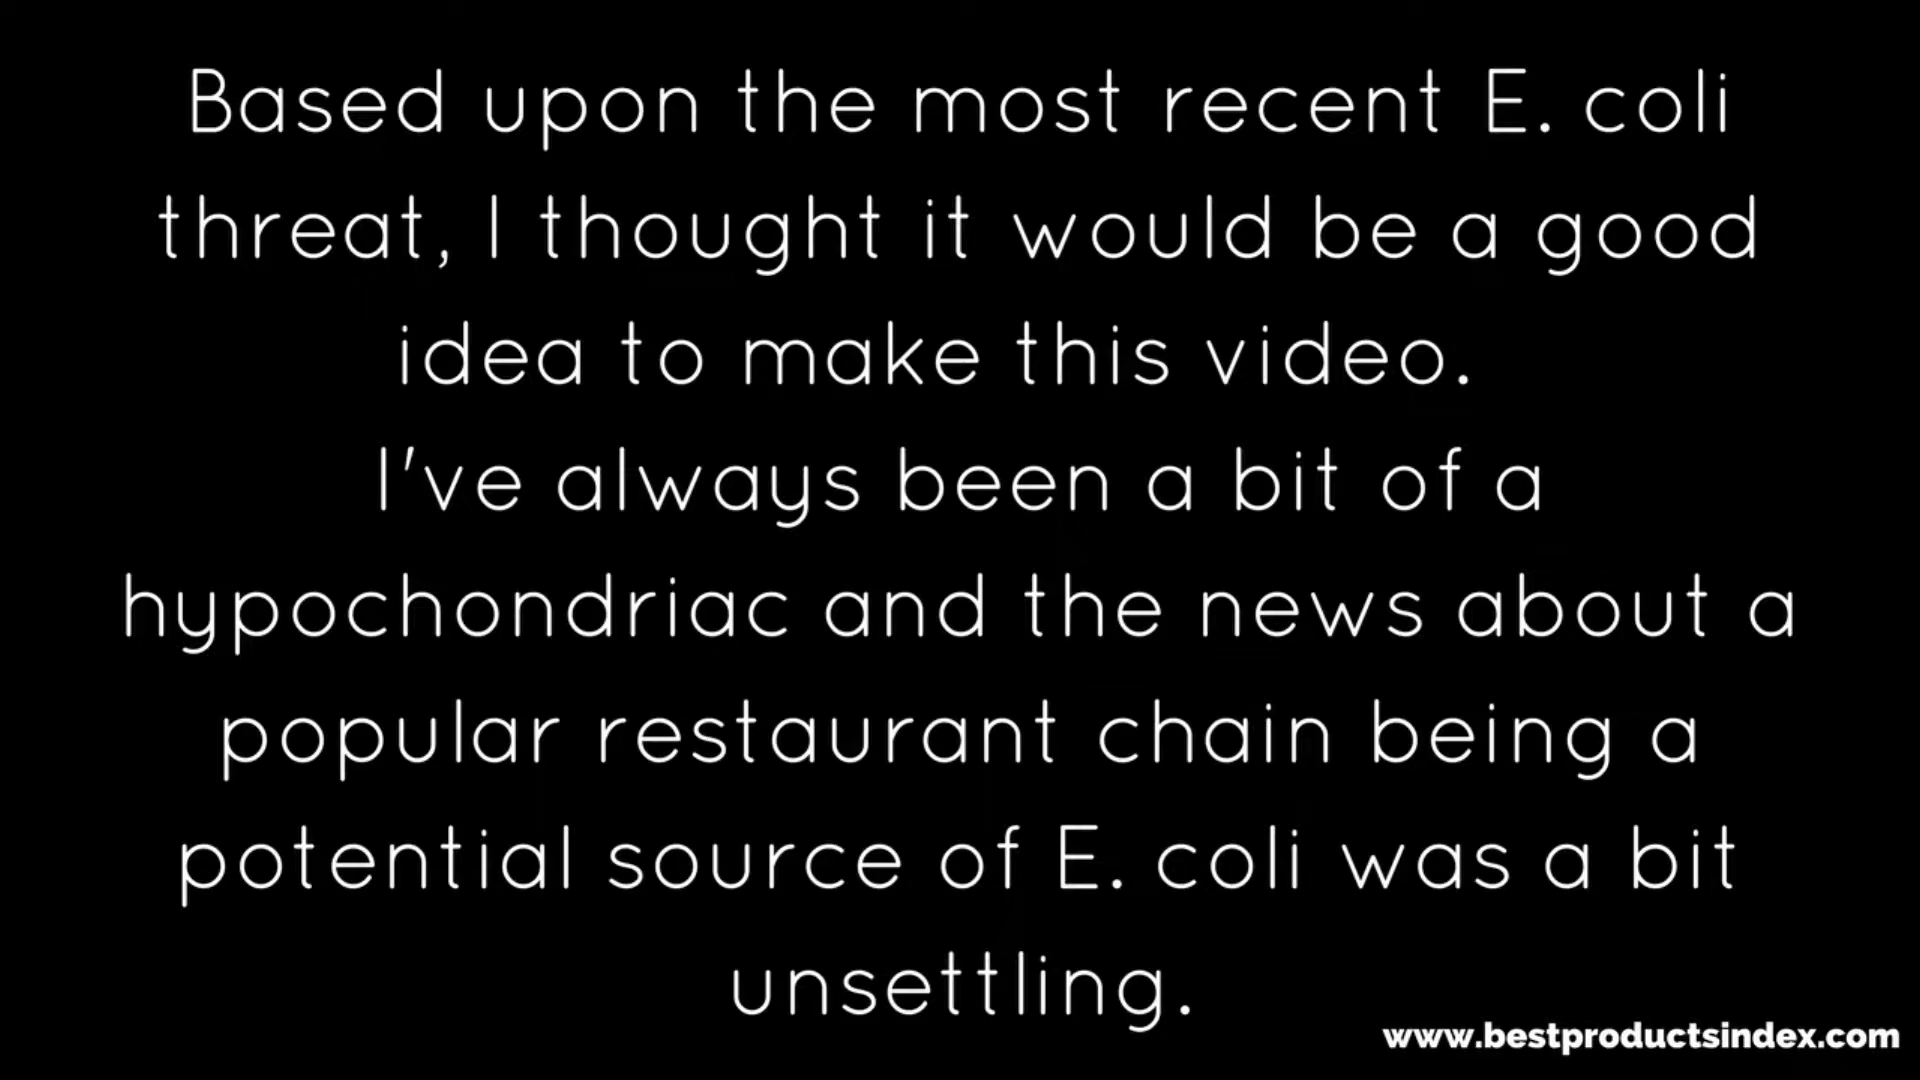 Based upon the most recent E. coli
threat, I thought it would be a good
idea to make this video.
I've always been a bit of a
hypochondriac and the news about a
popular restaurant chain being a
potential source of E. coli was a bit
unsettling.
www.bestproductsindex.com